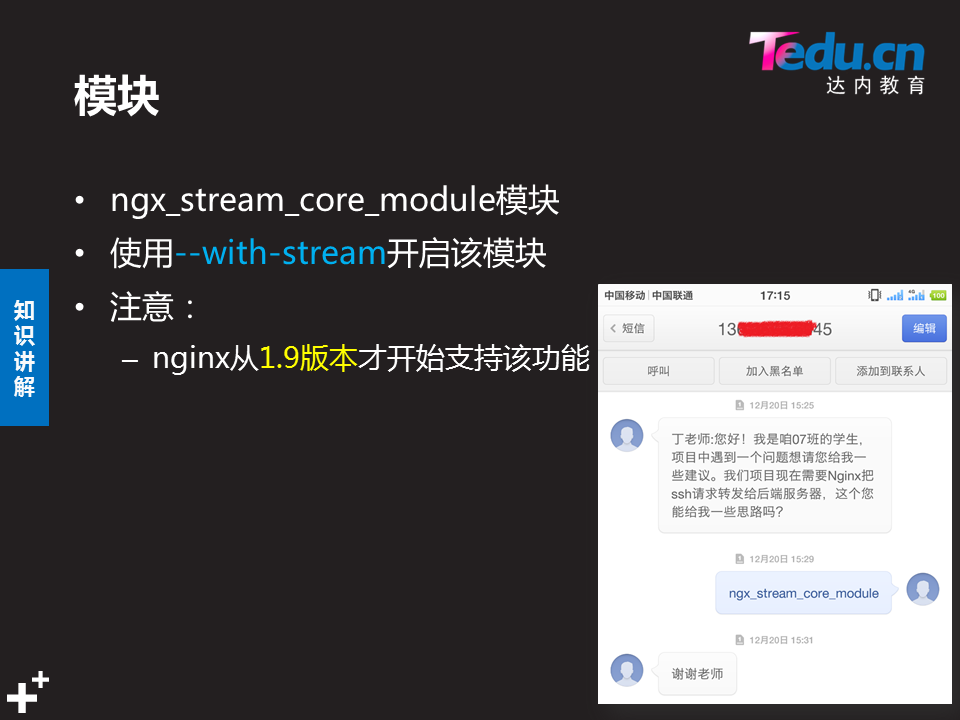 Tedu.cn
达内教育
模块
• ngx_stream_core_module模块
• 使用--with-stream开启该模块
• 注意：
– nginx从1.9版本才开始支持该功能
知识讲解
中国移动 中国联通 17:15 4G 100
短信 13 45 编辑
呼叫 加入黑名单 添加到联系人
12月20日 15:25
丁老师:您好！我是咱07班的学生，
项目中遇到一个问题想请您给我一
些建议。我们项目现在需要Nginx把
ssh请求转发给后端服务器，这个您
能给我一些思路吗？
12月20日 15:29
ngx_stream_core_module
12月20日 15:31
谢谢老师